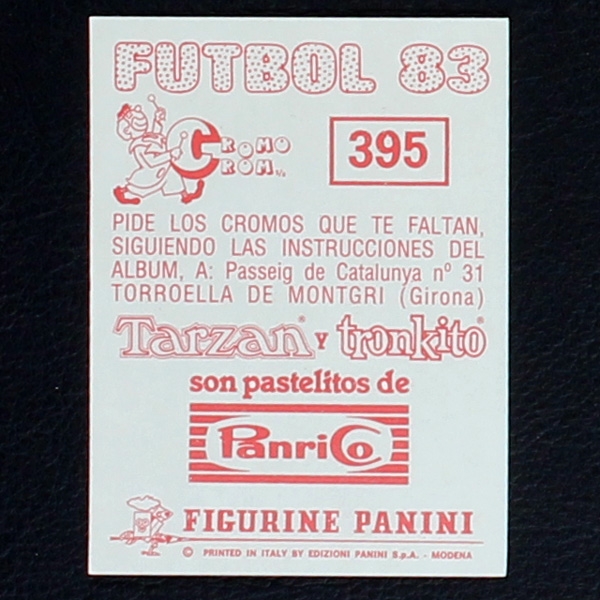 FUTBOL 83
CROMO
CROM S/A
395
PIDE LOS CROMOS QUE TE FALTAN,
SIGUIENDO LAS INSTRUCCIONES DEL
ALBUM, A: Passeig de Catalunya nº 31
TORROELLA DE MONTGRI (Girona)
Tarzan® Y tronkito®
son pastelitos de
PanriCo
FIGURINE PANINI
© PRINTED IN ITALY BY EDIZIONI PANINI S.p.A. - MODENA